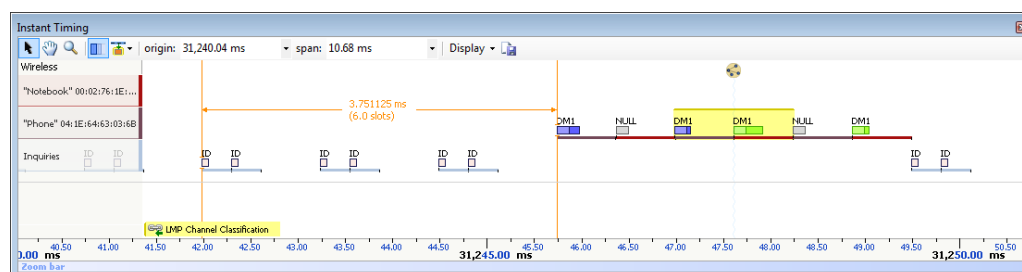 Instant Timing
origin: 31,240.04 ms span: 10.68 ms Display
Wireless
"Notebook" 00:02:76:1E:...
3.751125 ms
(6.0 slots)
"Phone" 04:1E:64:63:03:6B
DM1 NULL DM1 DM1 NULL DM1
Inquiries ID ID ID ID ID ID ID ID ID ID
LMP Channel Classification
40.50 41.00 41.50 42.00 42.50 43.00 43.50 44.00 44.50 45.50 46.00 46.50 47.00 47.50 48.00 48.50 49.00 49.50 50.50
0.00 ms 31,245.00 ms 31,250.00 ms
Zoom bar